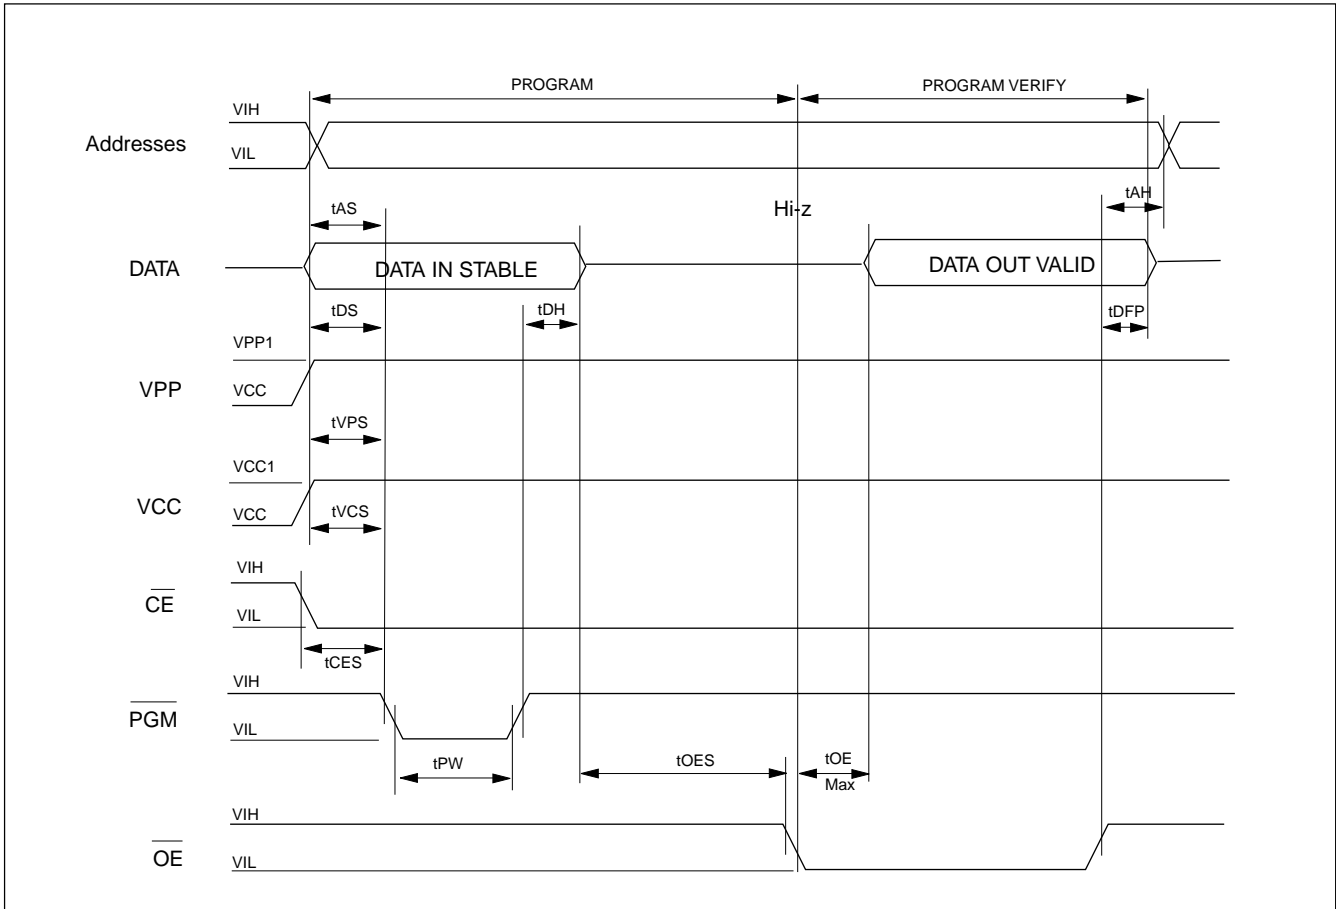 PROGRAM
PROGRAM VERIFY
VIH
Addresses
VIL
tAS
tAH
Hi-z
DATA
DATA IN STABLE
DATA OUT VALID
tDS
tDH
tDFP
VPP1
VPP
VCC
tVPS
VCC1
VCC
VCC
tVCS
VIH
CE
VIL
tCES
VIH
PGM
VIL
tPW
tOES
tOE
Max
VIH
OE
VIL